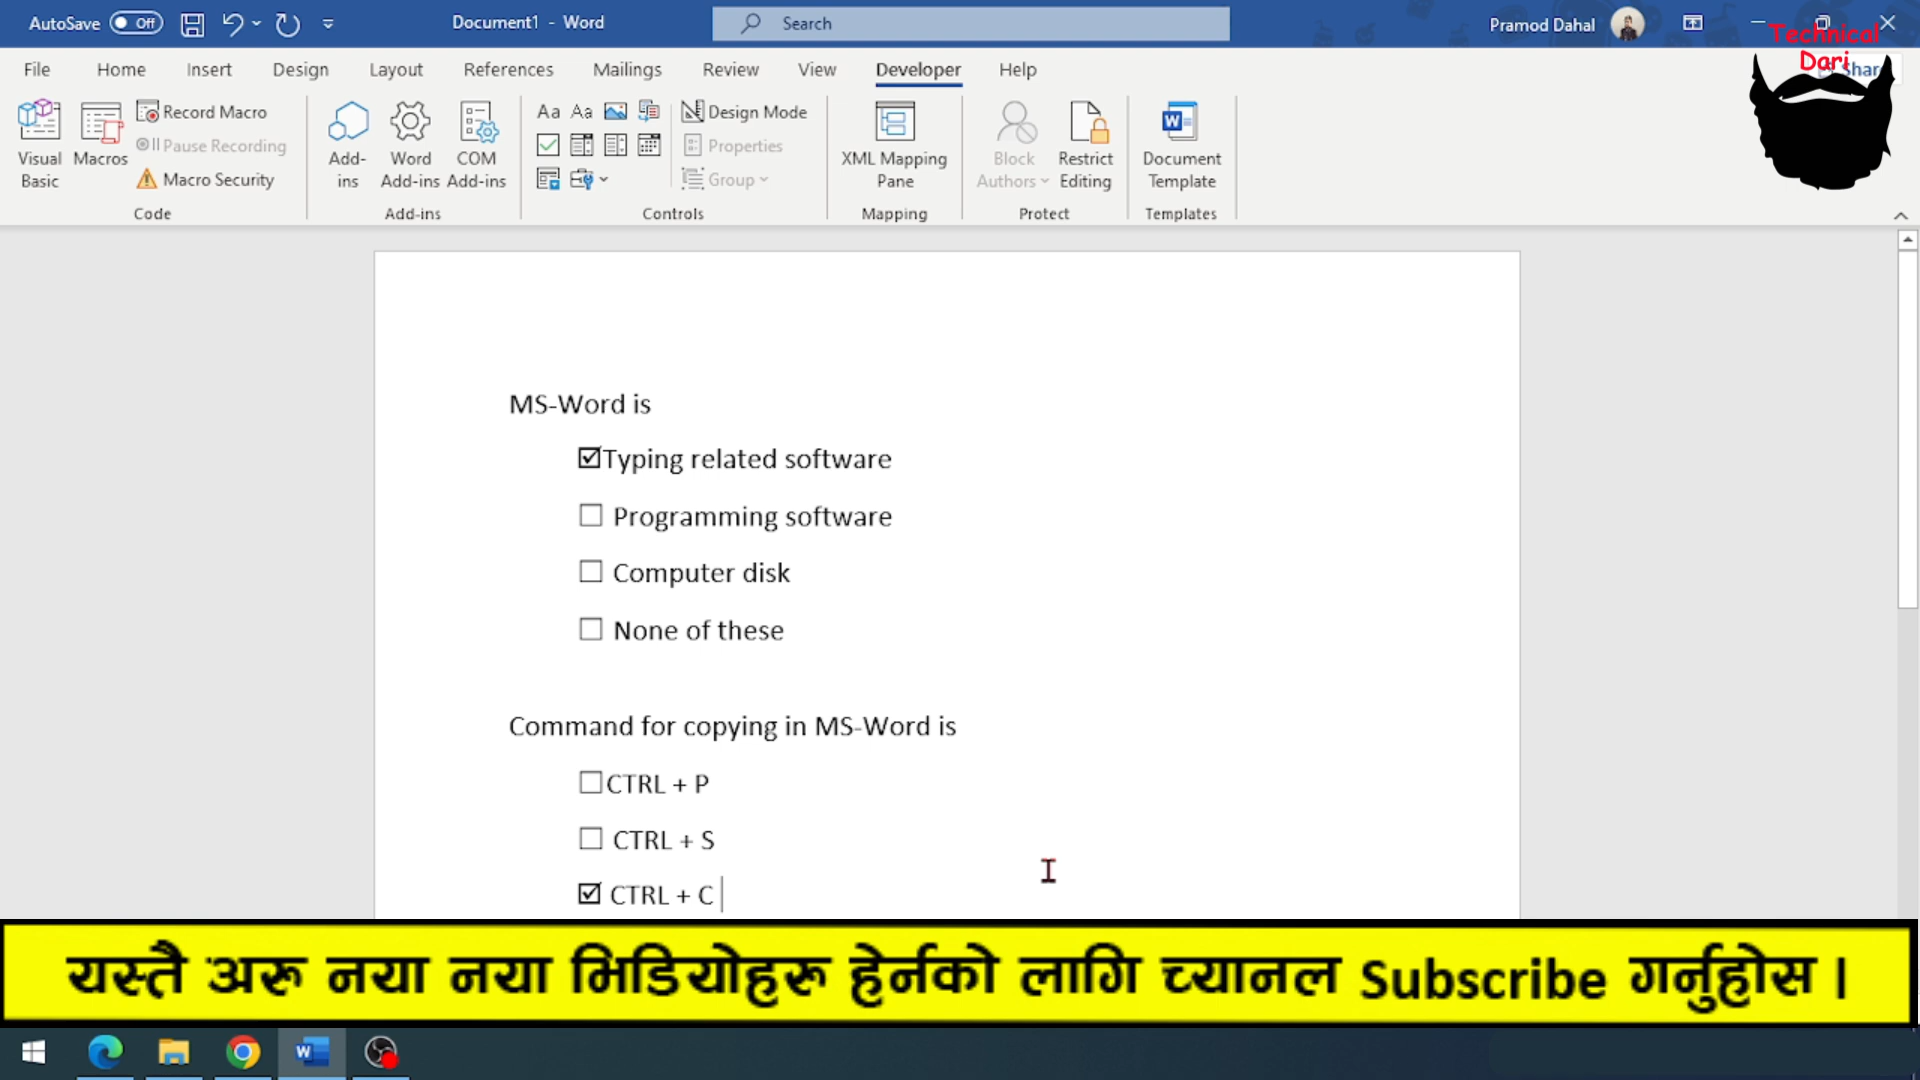 AutoSave Off Document1 - Word Search Pramod Dahal
Technical
Dari
File Home Insert Design Layout References Mailings Review View Developer Help Share
Visual Basic
Macros
Record Macro
Pause Recording
Macro Security
Code
Add-ins
Word Add-ins
COM Add-ins
Add-ins
Aa Aa
Design Mode
Properties
Group
Controls
XML Mapping Pane
Mapping
Block Authors
Restrict Editing
Protect
Document Template
Templates
MS-Word is
☑Typing related software
☐ Programming software
☐ Computer disk
☐ None of these
Command for copying in MS-Word is
☐CTRL + P
☐ CTRL + S
☑ CTRL + C
यस्तै अरू नया नया भिडियोहरू हेर्नको लागि च्यानल Subscribe गर्नुहोस ।